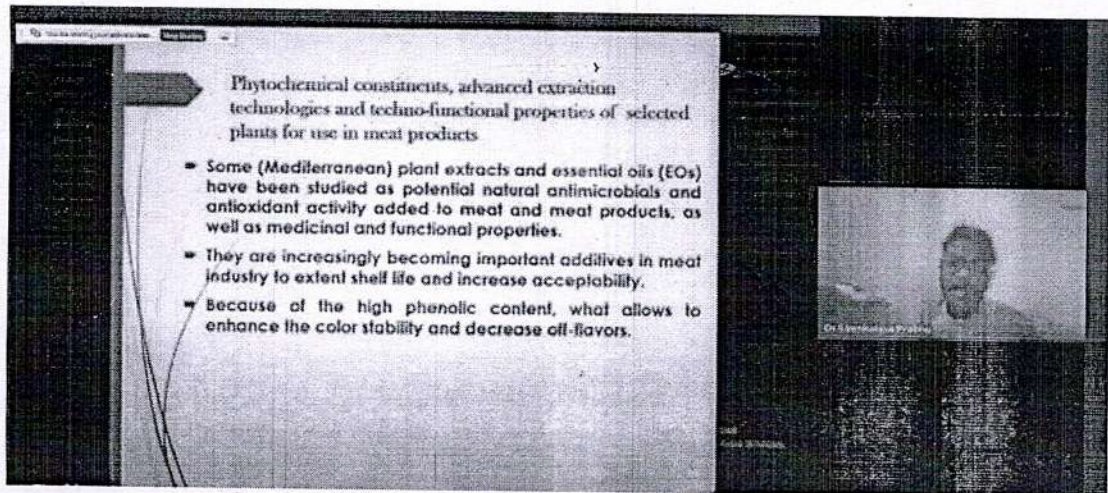 Stop Sharing
Phytochemical constituents, advanced extraction
technologies and techno-functional properties of selected
plants for use in meat products
Some (Mediterranean) plant extracts and essential oils (EOs)
have been studied as potential natural antimicrobials and
antioxidant activity added to meat and meat products, as
well as medicinal and functional properties.
They are increasingly becoming important additives in meat
industry to extent shelf life and increase acceptability.
Because of the high phenolic content, what allows to
enhance the color stability and decrease off-flavors.